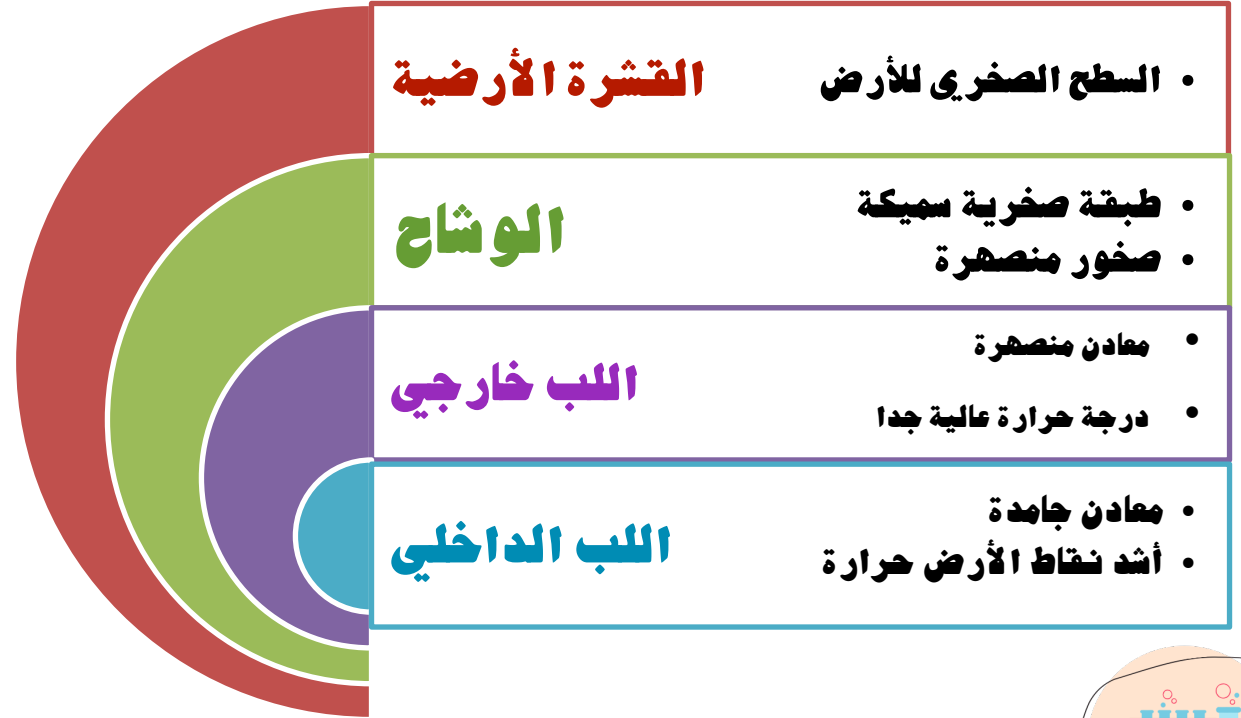 القشرة الأرضية
• السطح الصخري للأرض
الوشاح
• طبقة صخرية سميكة
• صخور منصهرة
اللب خارجي
• معادن منصهرة
• درجة حرارة عالية جدا
اللب الداخلي
• معادن جامدة
• أشد نقاط الأرض حرارة